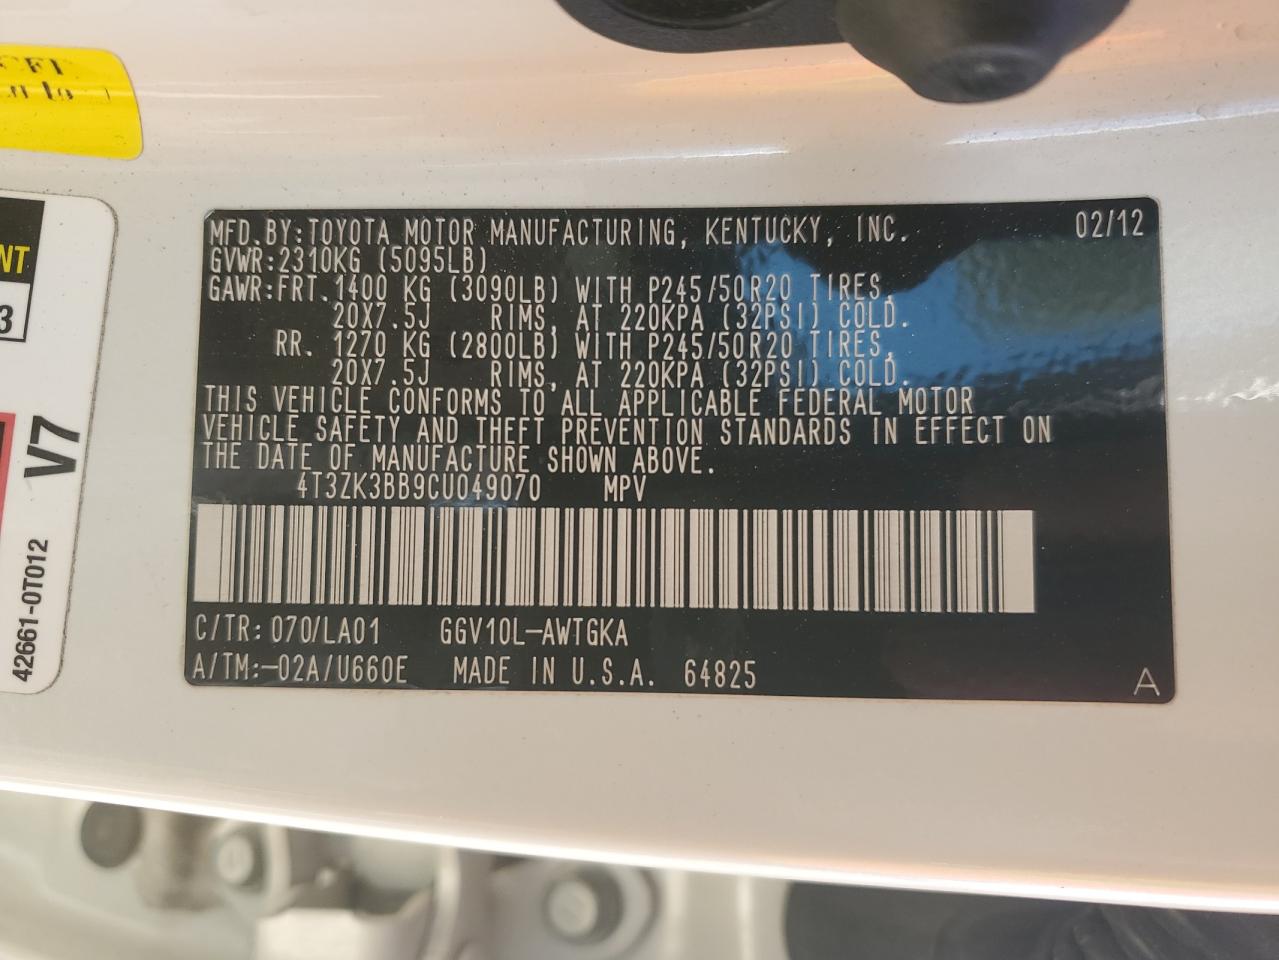 MFD.BY:TOYOTA MOTOR MANUFACTURING, KENTUCKY, INC. 02/12
GVWR:2310KG (5095LB)
GAWR:FRT.1400 KG (3090LB) WITH P245/50R20 TIRES,
20X7.5J RIMS, AT 220KPA (32PSI) COLD.
RR. 1270 KG (2800LB) WITH P245/50R20 TIRES,
20X7.5J RIMS, AT 220KPA (32PSI) COLD.
THIS VEHICLE CONFORMS TO ALL APPLICABLE FEDERAL MOTOR
VEHICLE SAFETY AND THEFT PREVENTION STANDARDS IN EFFECT ON
THE DATE OF MANUFACTURE SHOWN ABOVE.
4T3ZK3BB9CU049070 MPV
C/TR: 070/LA01 GGV10L-AWTGKA
A/TM:-02A/U660E MADE IN U.S.A. 64825
A
NT
3
V7
42661-0T012